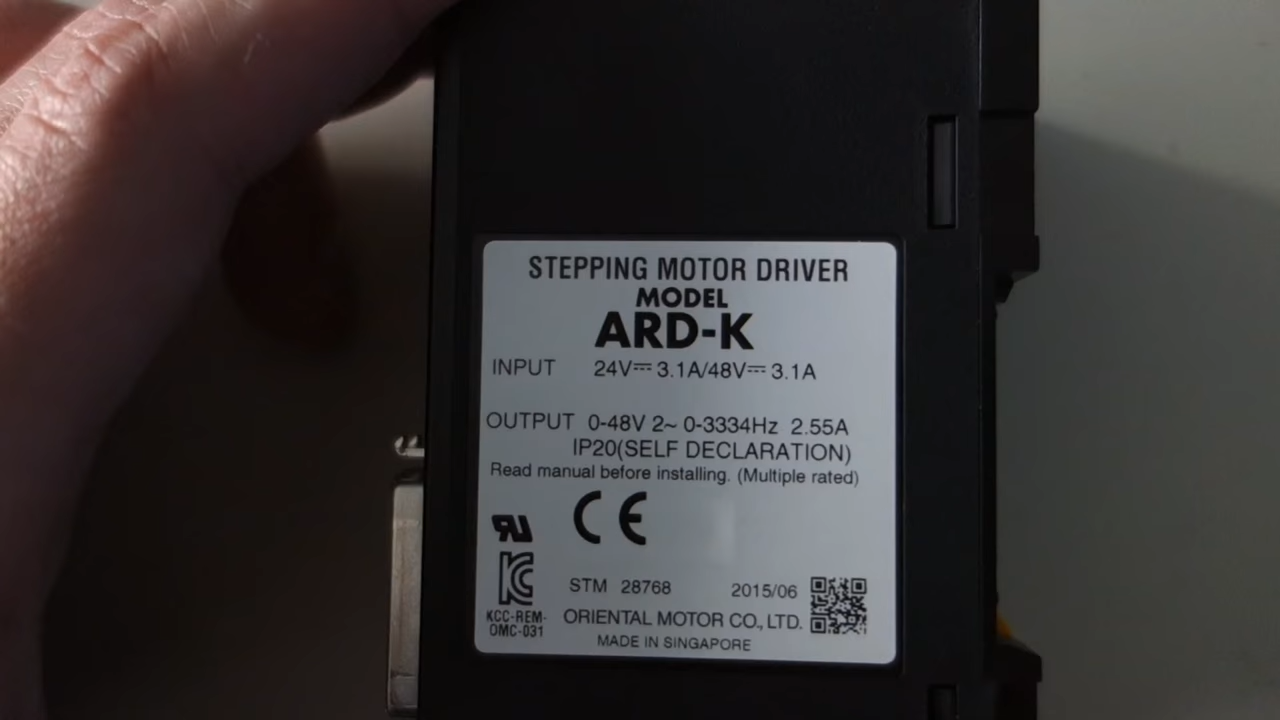 STEPPING MOTOR DRIVER
MODEL
ARD-K
INPUT 24V⎓ 3.1A/48V⎓ 3.1A
OUTPUT 0-48V 2~ 0-3334Hz 2.55A
IP20(SELF DECLARATION)
Read manual before installing. (Multiple rated)
CE
KC
KCC-REM-
OMC-031
STM 28768 2015/06
ORIENTAL MOTOR CO., LTD.
MADE IN SINGAPORE